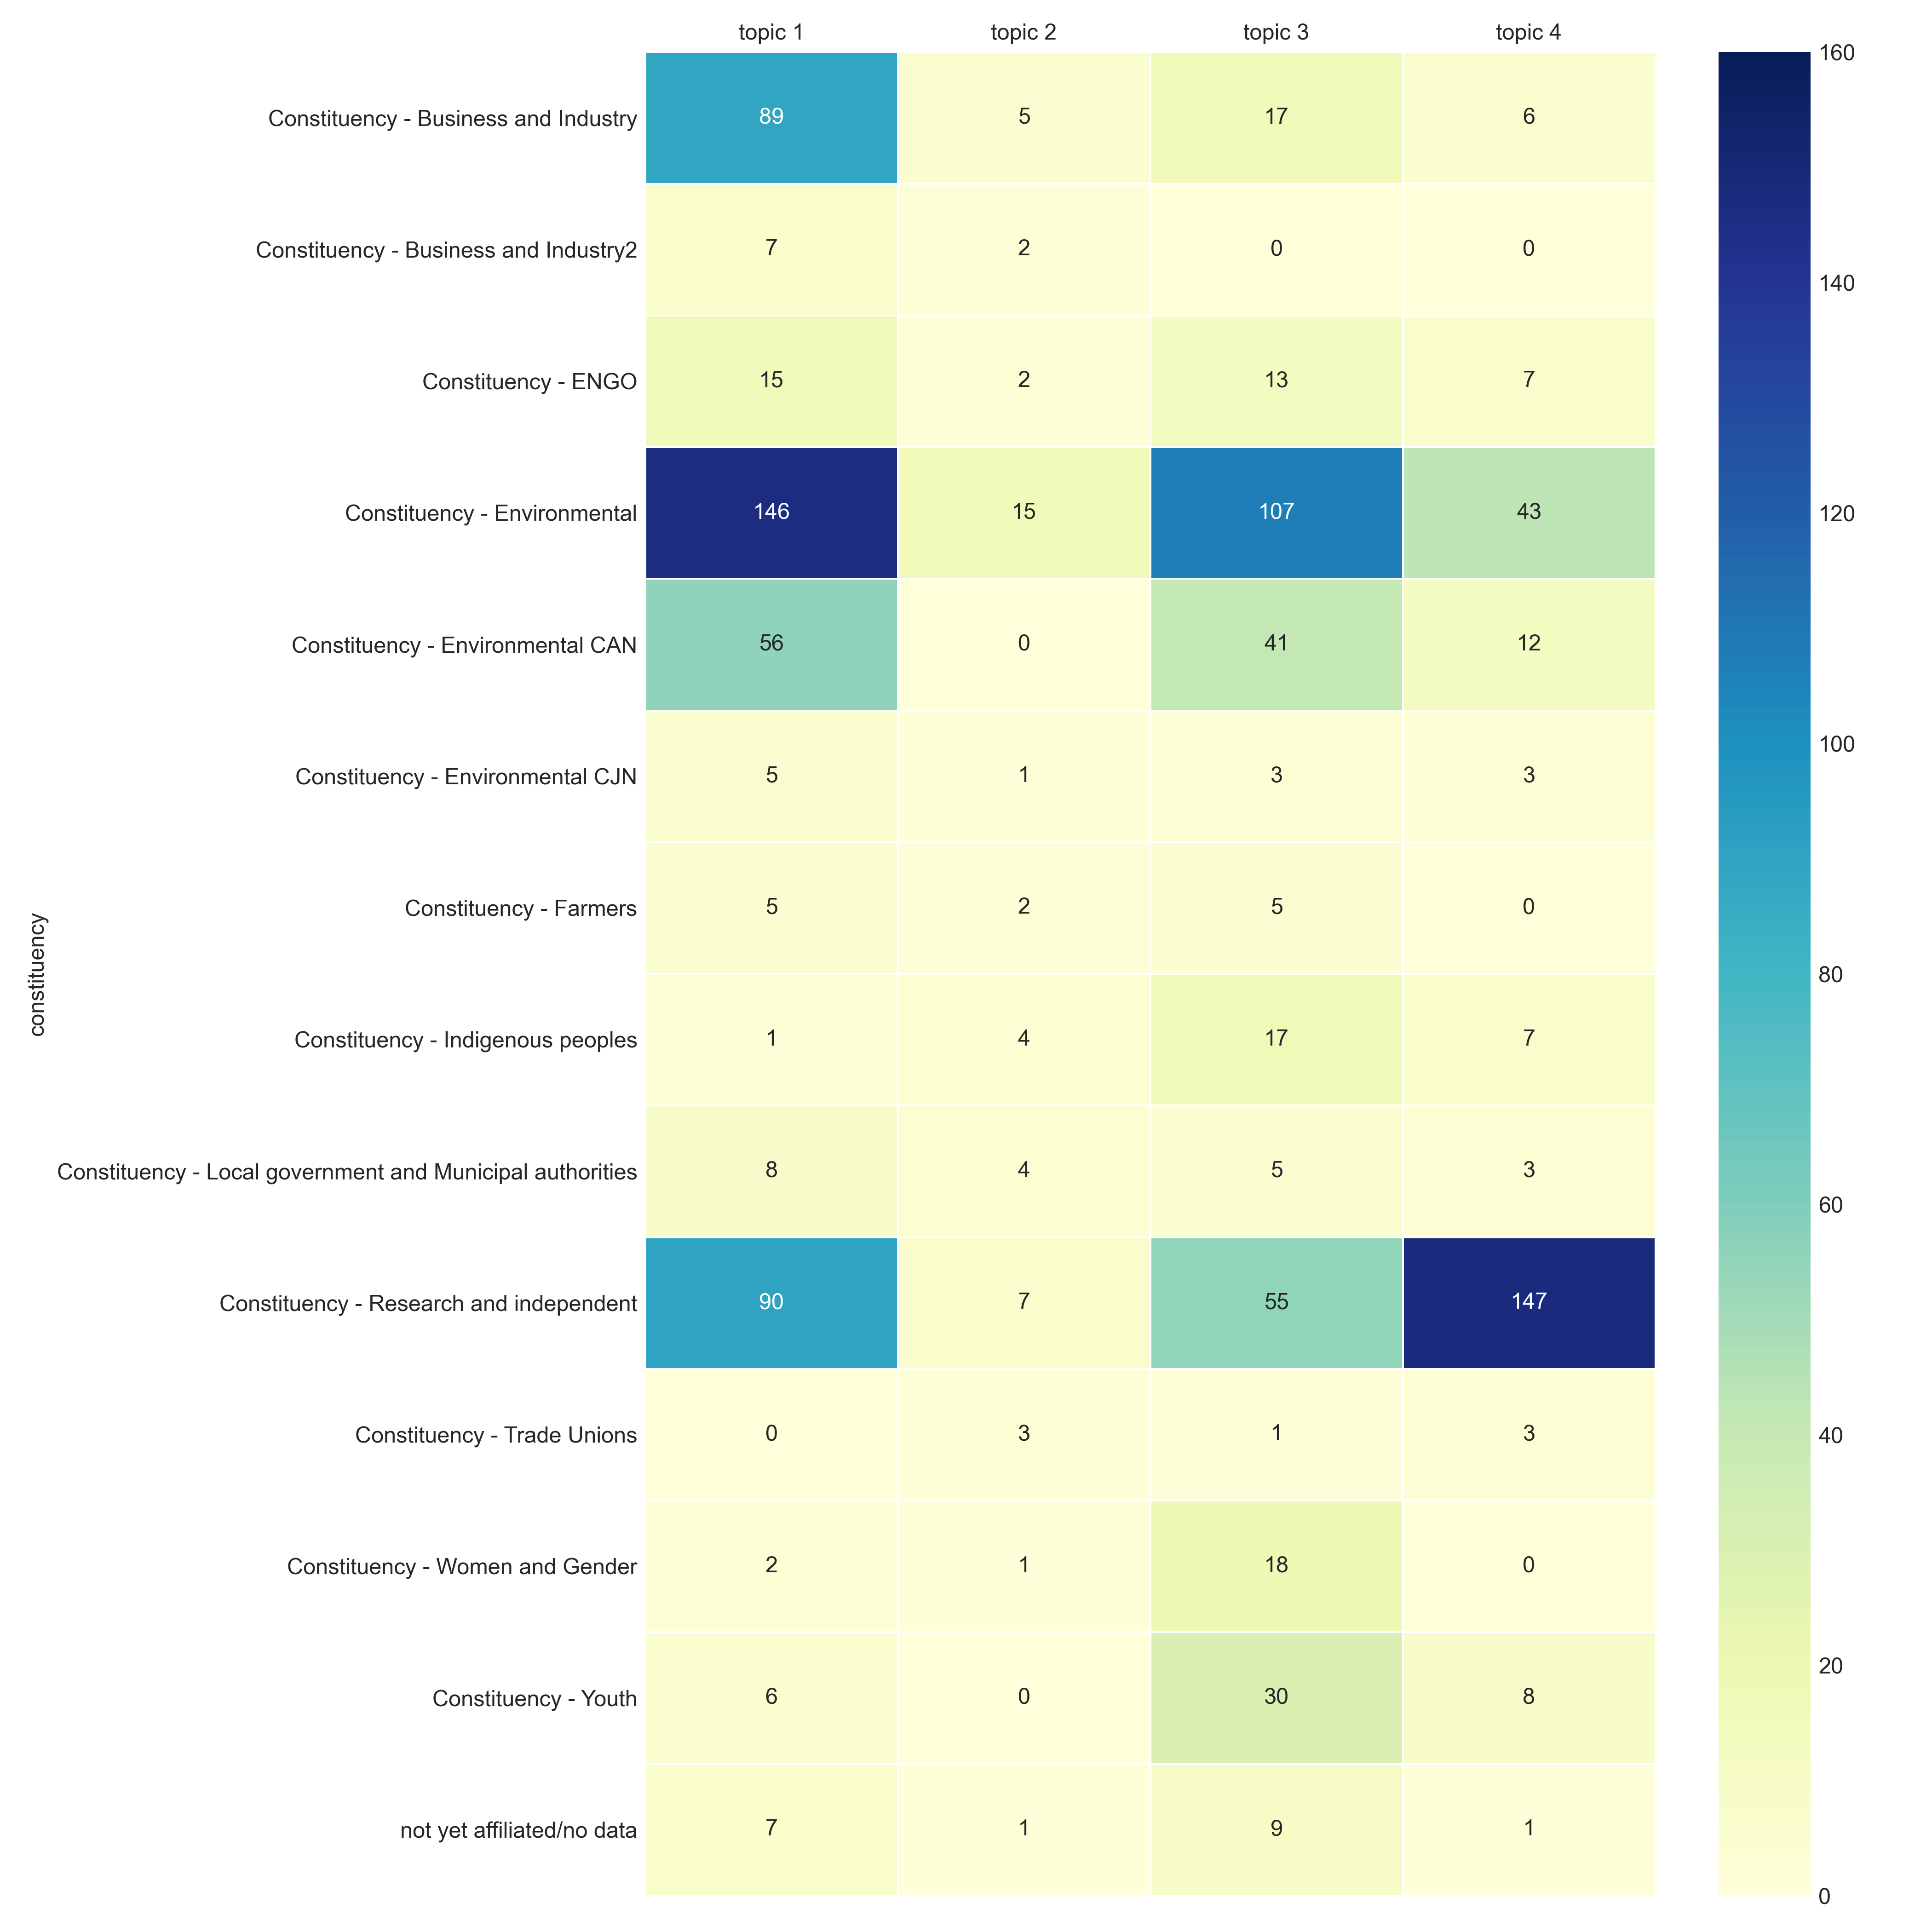 topic 1 topic 2 topic 3 topic 4
Constituency - Business and Industry 89 5 17 6
Constituency - Business and Industry2 7 2 0 0
Constituency - ENGO 15 2 13 7
Constituency - Environmental 146 15 107 43
Constituency - Environmental CAN 56 0 41 12
Constituency - Environmental CJN 5 1 3 3
Constituency - Farmers 5 2 5 0
Constituency - Indigenous peoples 1 4 17 7
Constituency - Local government and Municipal authorities 8 4 5 3
Constituency - Research and independent 90 7 55 147
Constituency - Trade Unions 0 3 1 3
Constituency - Women and Gender 2 1 18 0
Constituency - Youth 6 0 30 8
not yet affiliated/no data 7 1 9 1
constituency
160
140
120
100
80
60
40
20
0